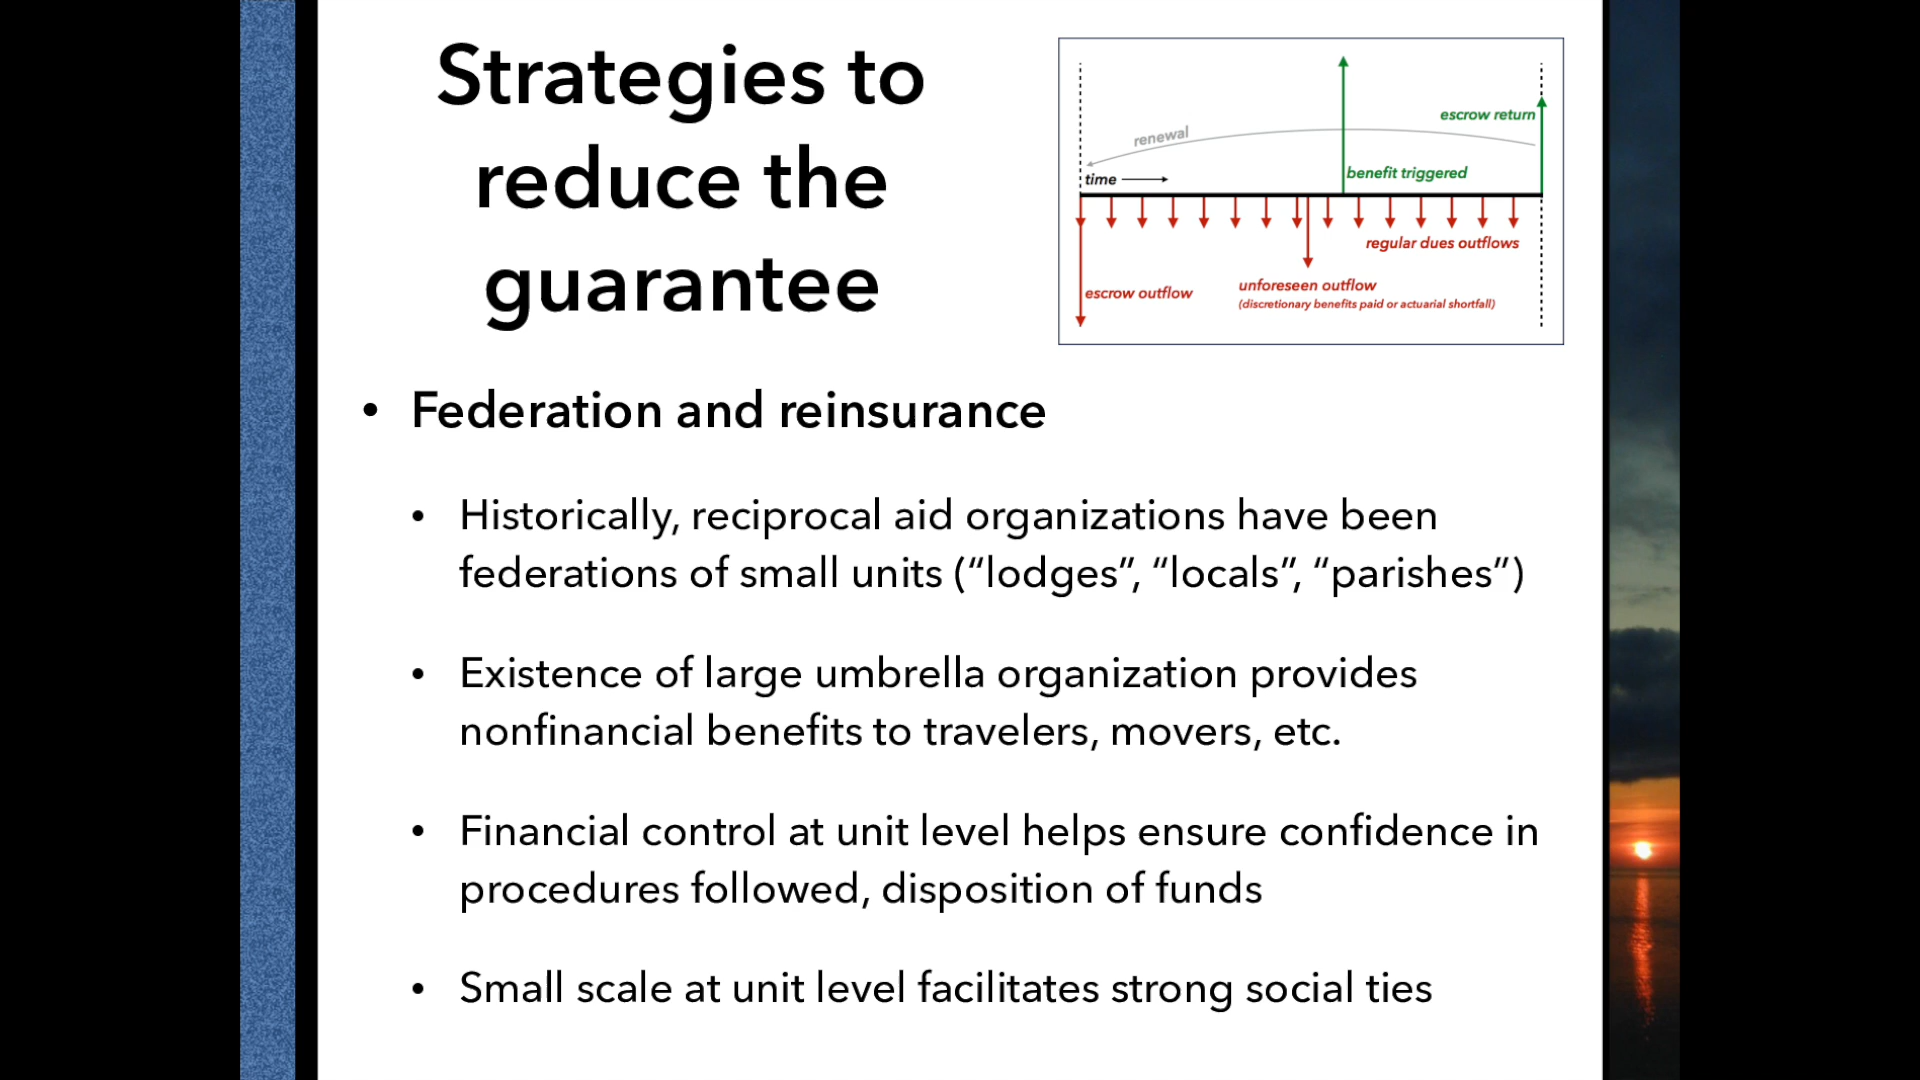 Strategies to
reduce the
guarantee
renewal
escrow return
time
benefit triggered
regular dues outflows
escrow outflow
unforeseen outflow
(discretionary benefits paid or actuarial shortfall)
• Federation and reinsurance
• Historically, reciprocal aid organizations have been
federations of small units (“lodges”, “locals”, “parishes”)
• Existence of large umbrella organization provides
nonfinancial benefits to travelers, movers, etc.
• Financial control at unit level helps ensure confidence in
procedures followed, disposition of funds
• Small scale at unit level facilitates strong social ties